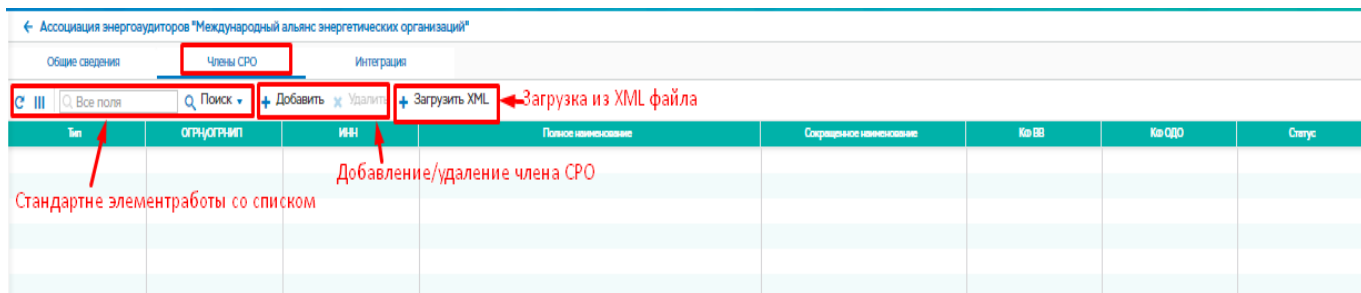 ← Ассоциация энергоаудиторов "Международный альянс энергетических организаций"
Общие сведения Члены СРО Интеграция
Все поля Поиск Добавить Удалить Загрузить XML Загрузка из XML файла
Тип ОГРН/ОГРНИП ИНН Полное наименование Сокращенное наименование Кф ВВ Кф ОДО Статус
Добавление/удаление члена СРО
Стандартне элементработы со списком